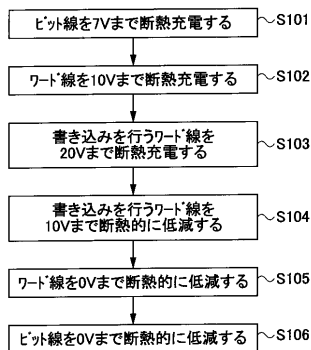 ビット線を7Vまで断熱充電する
S101
ワード線を10Vまで断熱充電する
S102
書き込みを行うワード線を
20Vまで断熱充電する
S103
書き込みを行うワード線を
10Vまで断熱的に低減する
S104
ワード線を0Vまで断熱的に低減する
S105
ビット線を0Vまで断熱的に低減する
S106